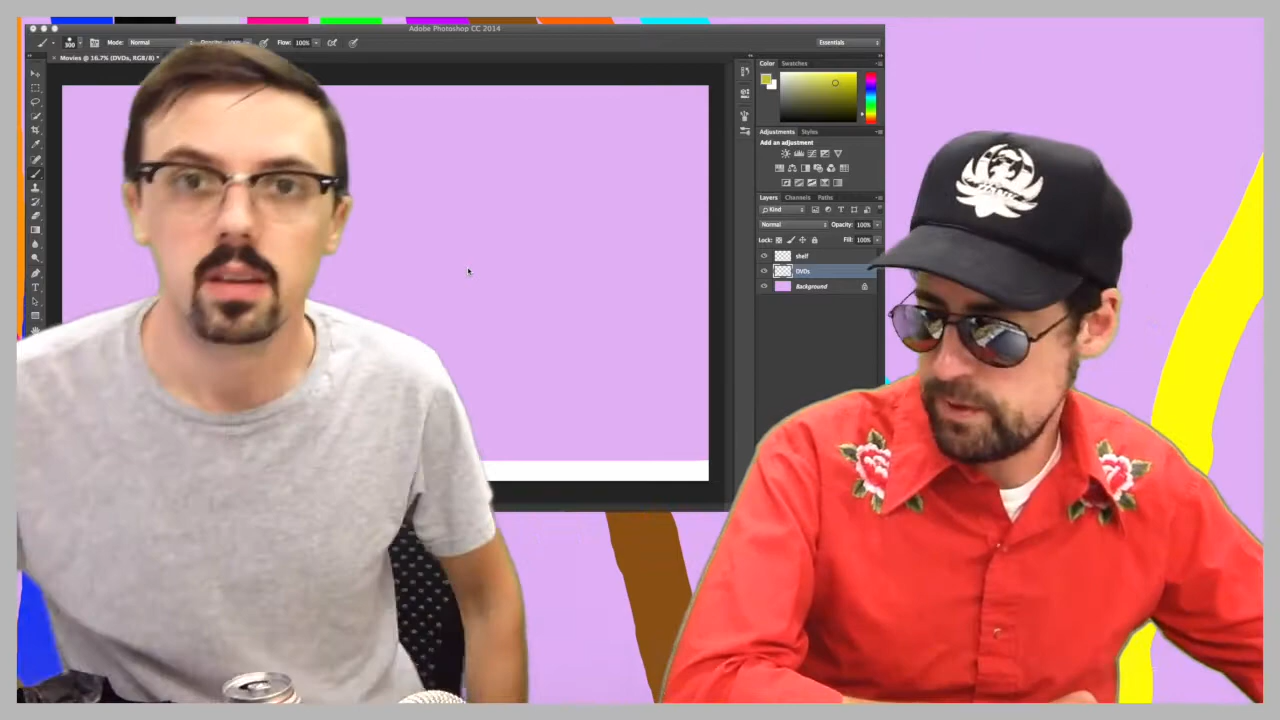 Adobe Photoshop CC 2014
300
Mode: Normal
Flow: 100%
Essentials
Movies @ 16.7% (DVDs, RGB/8) *
Color Swatches
Adjustments Styles
Add an adjustment
Layers Channels Paths
Kind
Normal Opacity: 100%
Lock: Fill: 100%
shelf
DVDs
Background